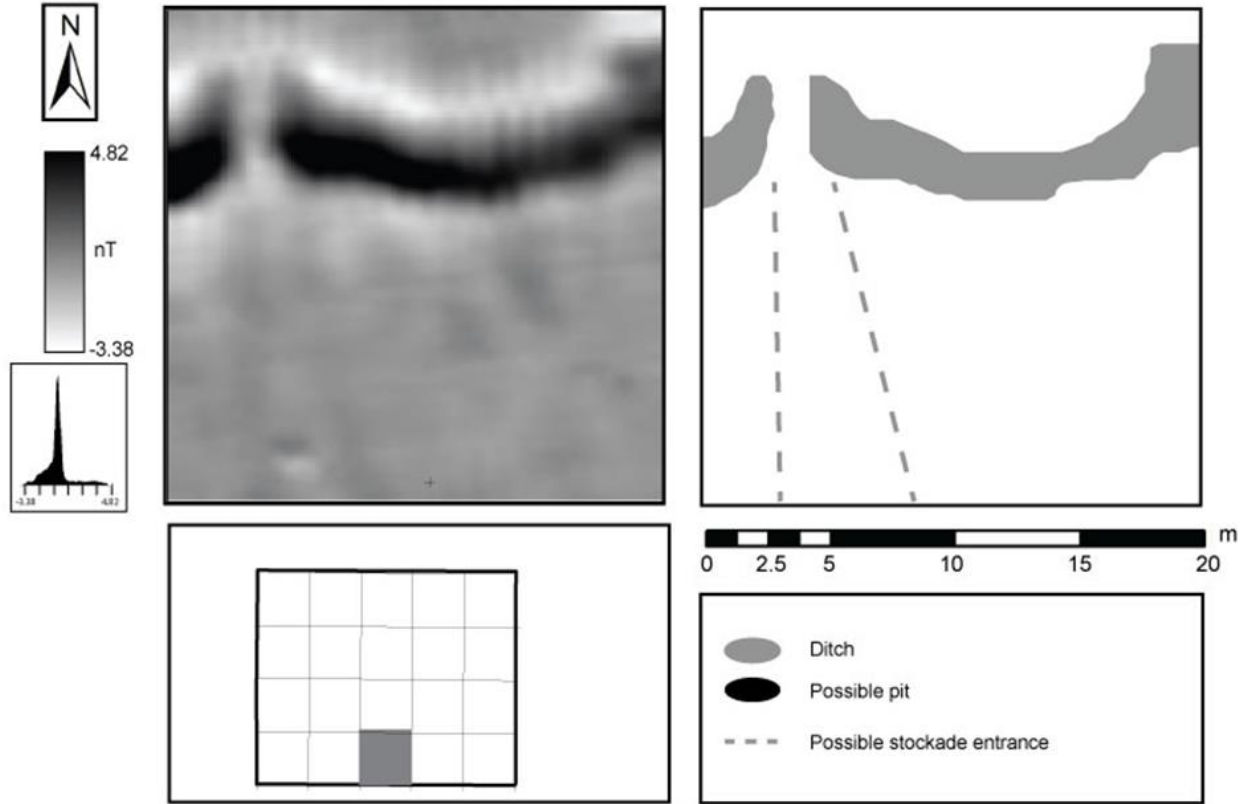 N
4.82
nT
-3.38
-3.38 4.82
m
0 2.5 5 10 15 20
Ditch
Possible pit
Possible stockade entrance